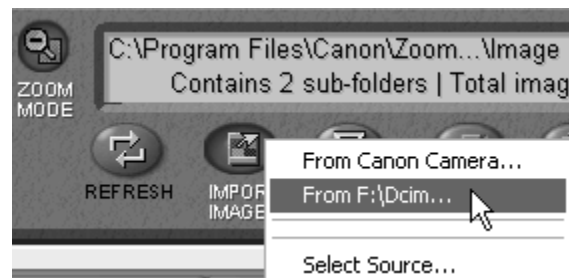 C:\Program Files\Canon\Zoom...\Image
Contains 2 sub-folders | Total imag
ZOOM
MODE
REFRESH
IMPOR
IMAGE
From Canon Camera...
From F:\Dcim...
Select Source...